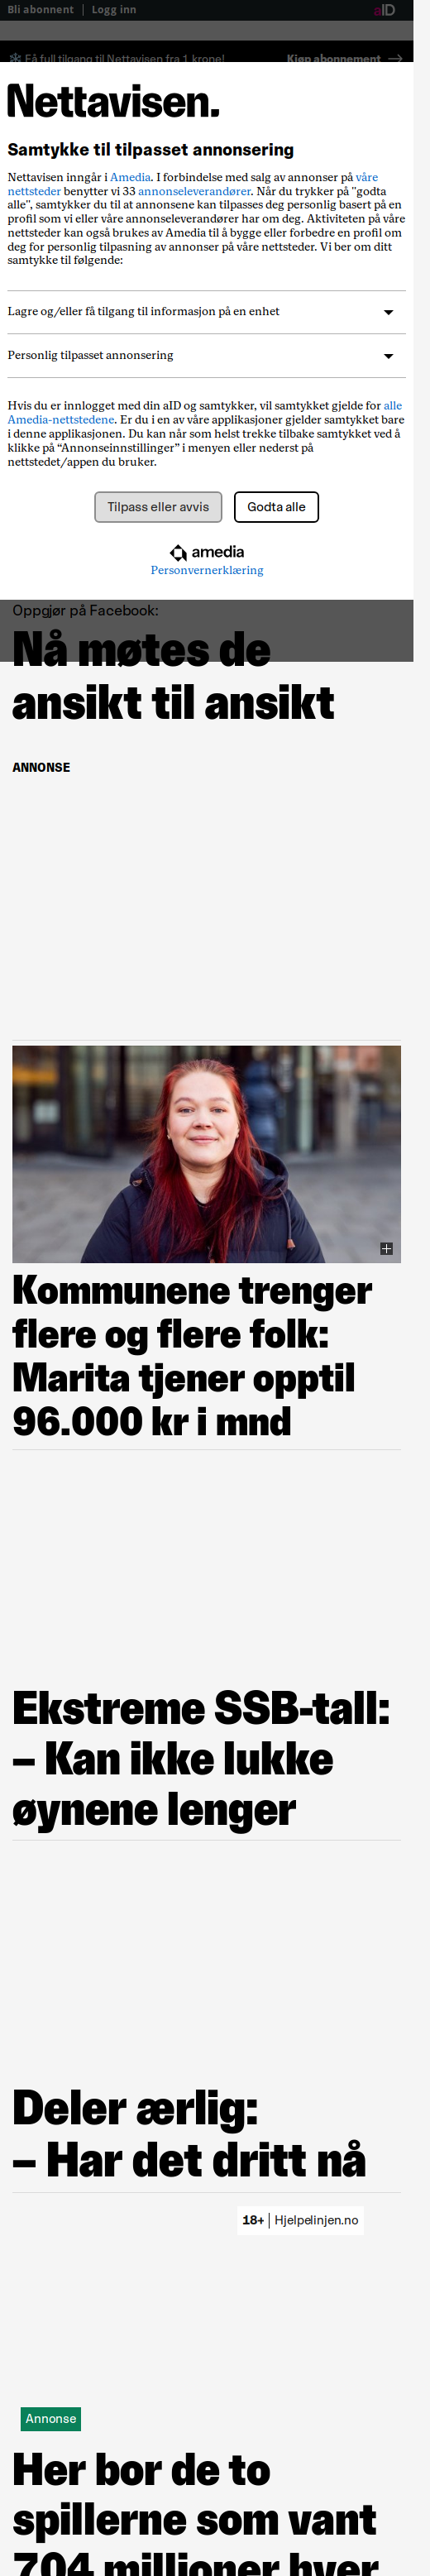 Bli abonnent | Logg inn
aID
Få full tilgang til Nettavisen fra 1 krone!
Kjøp abonnement
Nettavisen.
Samtykke til tilpasset annonsering
Nettavisen inngår i Amedia. I forbindelse med salg av annonser på våre
nettsteder benytter vi 33 annonseleverandører. Når du trykker på "godta
alle", samtykker du til at annonsene kan tilpasses deg personlig basert på en
profil som vi eller våre annonseleverandører har om deg. Aktiviteten på våre
nettsteder kan også brukes av Amedia til å bygge eller forbedre en profil om
deg for personlig tilpasning av annonser på våre nettsteder. Vi ber om ditt
samtykke til følgende:
Lagre og/eller få tilgang til informasjon på en enhet
Personlig tilpasset annonsering
Hvis du er innlogget med din aID og samtykker, vil samtykket gjelde for alle
Amedia-nettstedene. Er du i en av våre applikasjoner gjelder samtykket bare
i denne applikasjonen. Du kan når som helst trekke tilbake samtykket ved å
klikke på “Annonseinnstillinger” i menyen eller nederst på
nettstedet/appen du bruker.
Tilpass eller avvis
Godta alle
amedia
Personvernerklæring
Oppgjør på Facebook:
Nå møtes de
ansikt til ansikt
ANNONSE
Kommunene trenger
flere og flere folk:
Marita tjener opptil
96.000 kr i mnd
Ekstreme SSB-tall:
– Kan ikke lukke
øynene lenger
Deler ærlig:
– Har det dritt nå
18+ | Hjelpelinjen.no
Annonse
Her bor de to
spillerne som vant
704 millioner hver